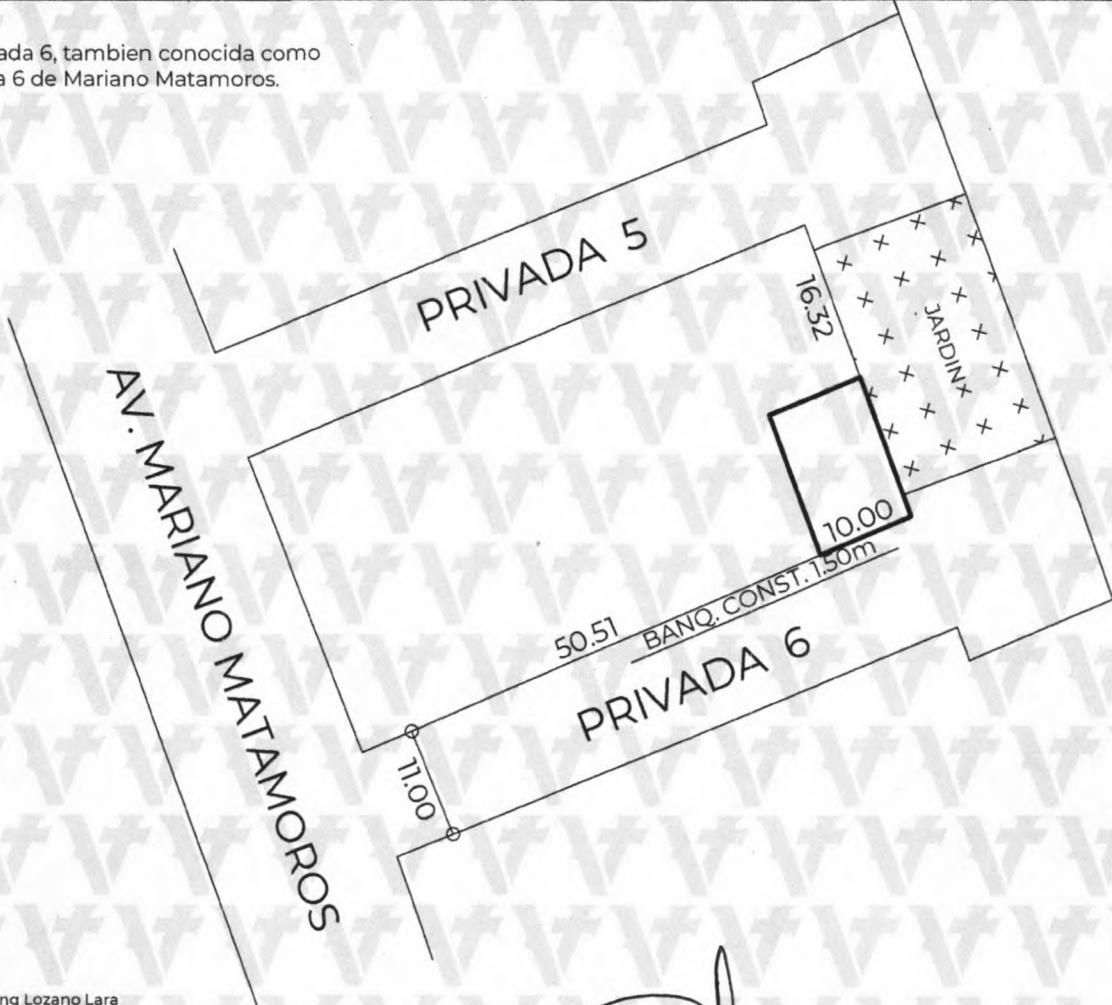 ada 6, tambien conocida como
a 6 de Mariano Matamoros.
PRIVADA 5
16.32
JARDIN
AV. MARIANO MATAMOROS
10.00
BANQ. CONST. 1.50m
50.51
PRIVADA 6
11.00
ng Lozano Lara